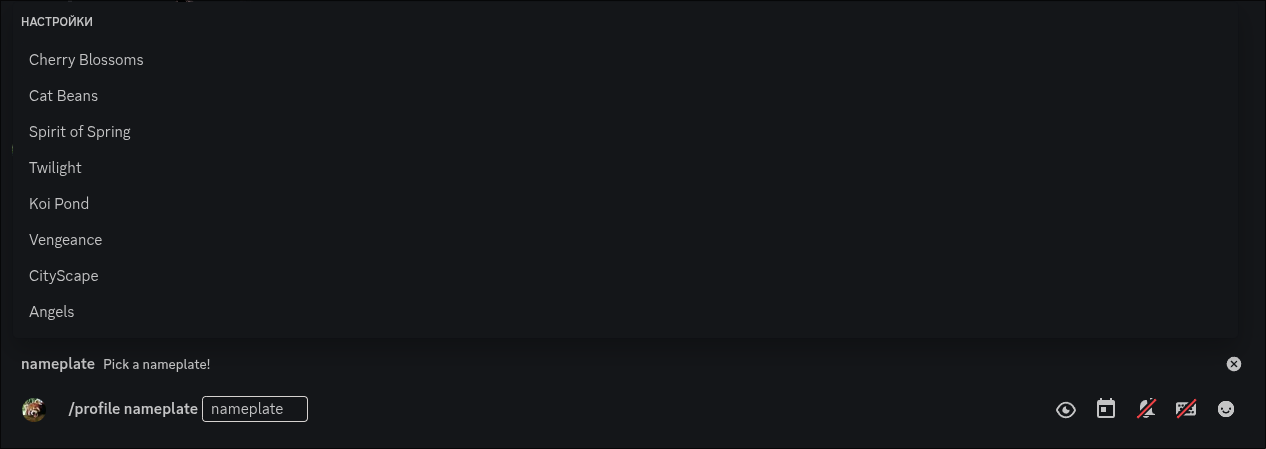 НАСТРОЙКИ
Cherry Blossoms
Cat Beans
Spirit of Spring
Twilight
Koi Pond
Vengeance
CityScape
Angels
nameplate Pick a nameplate!
/profile nameplate nameplate